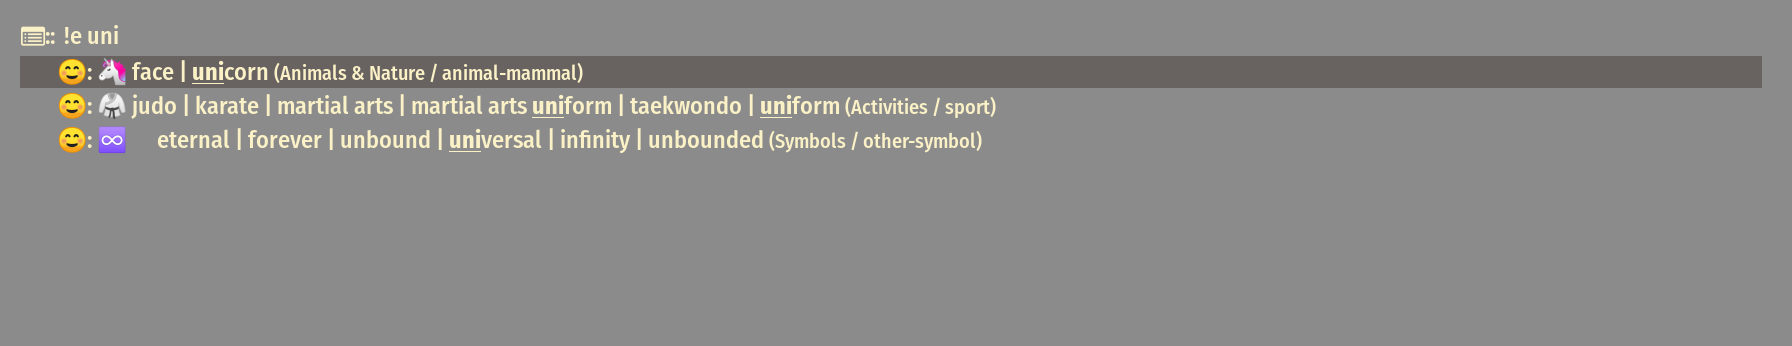 :: !e uni
😊: 🦄 face | unicorn (Animals & Nature / animal-mammal)
😊: 🥋 judo | karate | martial arts | martial arts uniform | taekwondo | uniform (Activities / sport)
😊: ♾️ eternal | forever | unbound | universal | infinity | unbounded (Symbols / other-symbol)